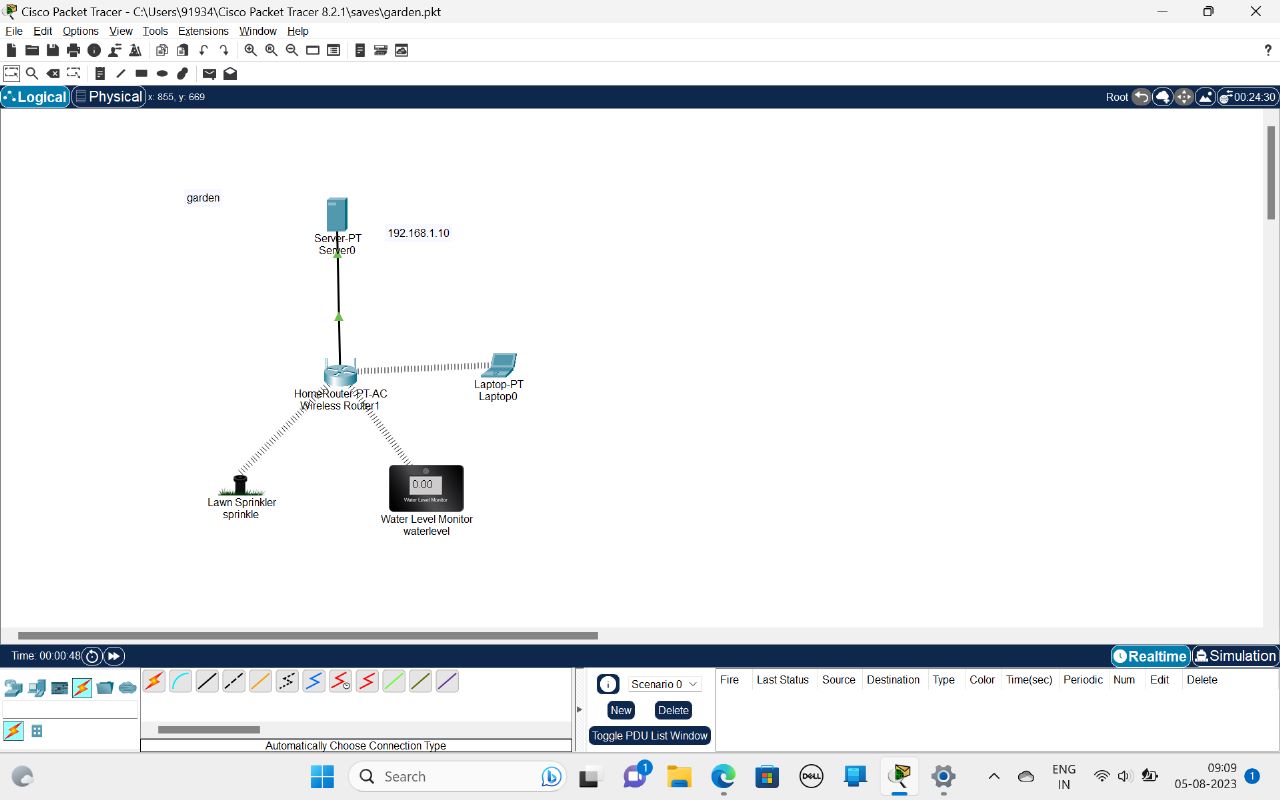 Cisco Packet Tracer - C:\Users\91934\Cisco Packet Tracer 8.2.1\saves\garden.pkt
File Edit Options View Tools Extensions Window Help
?
Logical Physical x: 855, y: 669 Root 00:24:30
garden
192.168.1.10
Server-PT
Server0
Laptop-PT
Laptop0
HomeRouter-PT-AC
Wireless Router1
0.00
Water Level Monitor
Lawn Sprinkler
sprinkle
Water Level Monitor
waterlevel
Time: 00:00:48 Realtime Simulation
Scenario 0 Fire Last Status Source Destination Type Color Time(sec) Periodic Num Edit Delete
New Delete
Toggle PDU List Window
Automatically Choose Connection Type
Search 1 DELL ENG 09:09
IN 05-08-2023 1